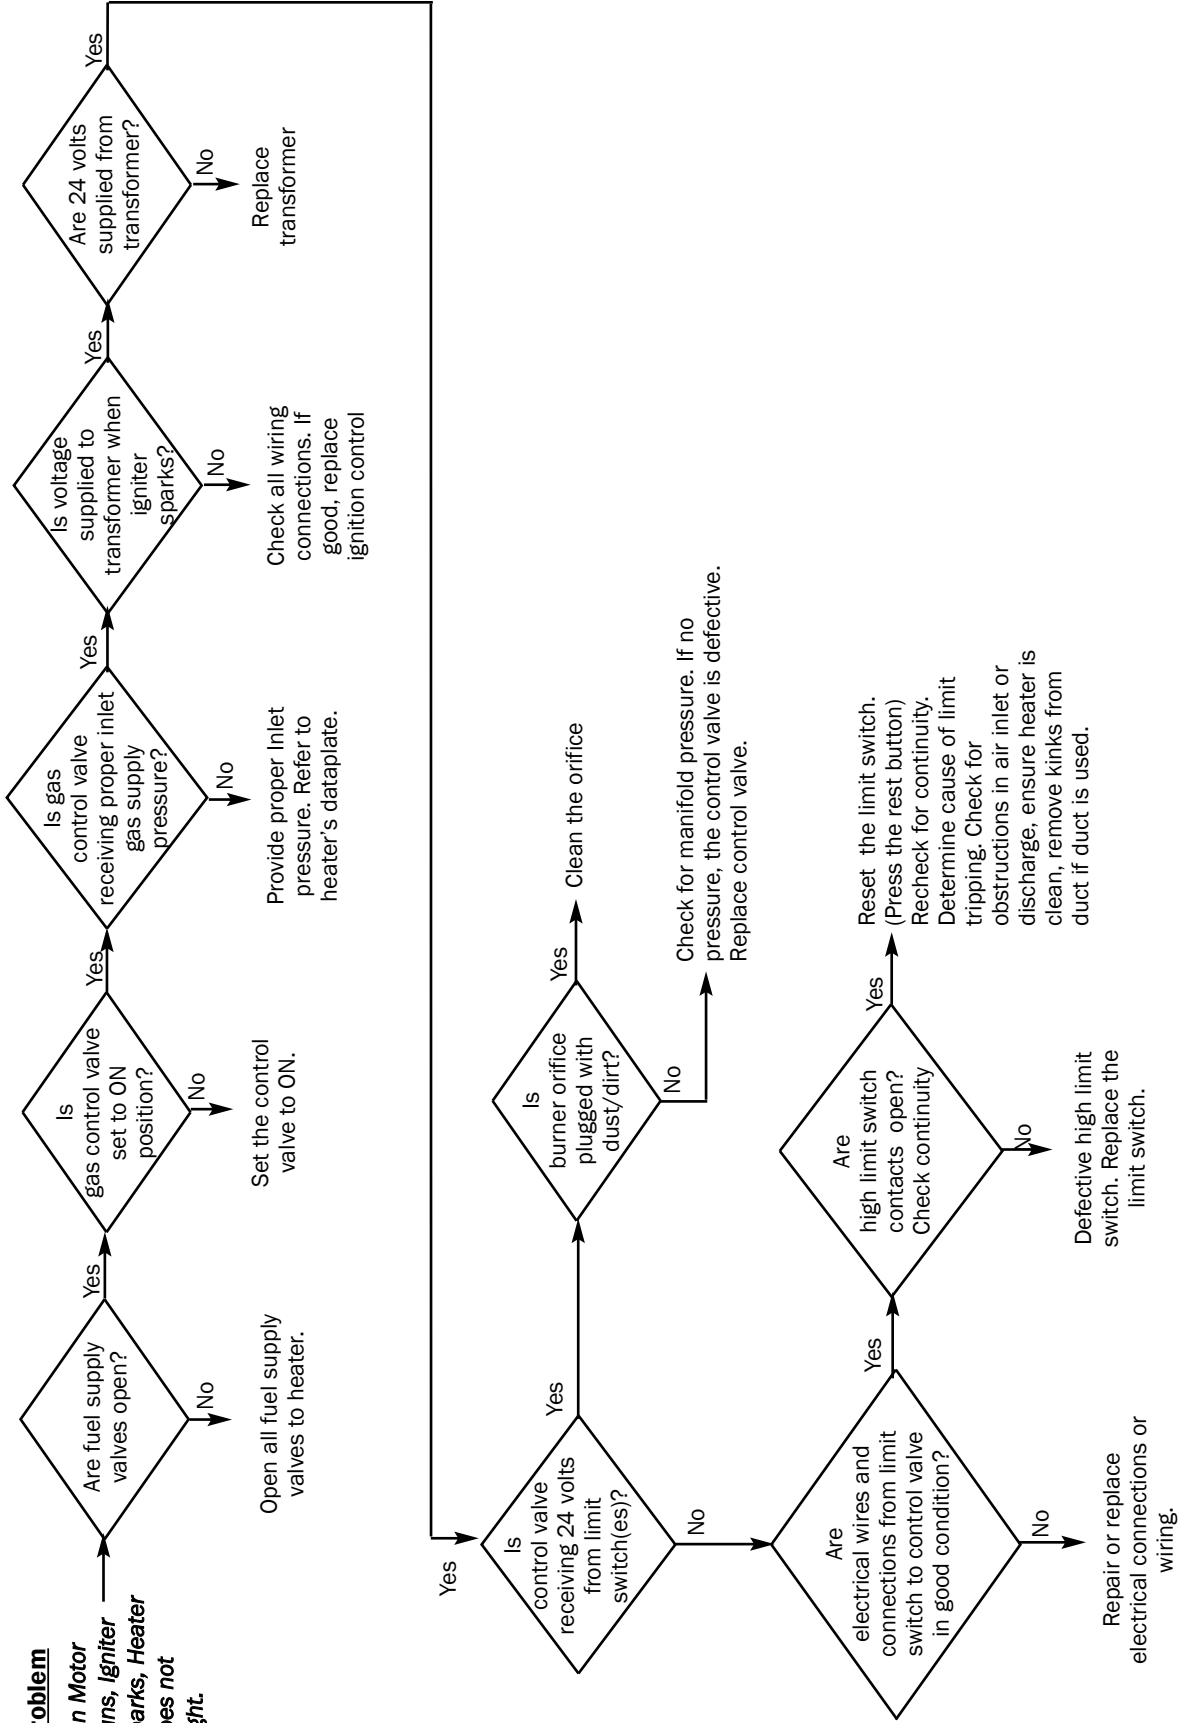 oblem
n Motor
ns, Igniter
arks, Heater
es not
ght.
Are fuel supply
valves open?
Yes
No
Open all fuel supply
valves to heater.
Is
gas control valve
set to ON
position?
Yes
No
Set the control
valve to ON.
Is gas
control valve
receiving proper inlet
gas supply
pressure?
Yes
No
Provide proper Inlet
pressure. Refer to
heater's dataplate.
Is voltage
supplied to
transformer when
igniter
sparks?
Yes
No
Check all wiring
connections. If
good, replace
ignition control
Are 24 volts
supplied from
transformer?
Yes
No
Replace
transformer
Yes
Is
control valve
receiving 24 volts
from limit
switch(es)?
Yes
No
Is
burner orifice
plugged with
dust/dirt?
Yes
Clean the orifice
No
Check for manifold pressure. If no
pressure, the control valve is defective.
Replace control valve.
Are
electrical wires and
connections from limit
switch to control valve
in good condition?
Yes
No
Repair or replace
electrical connections or
wiring.
Are
high limit switch
contacts open?
Check continuity
Yes
Reset the limit switch.
(Press the rest button)
Recheck for continuity.
Determine cause of limit
tripping. Check for
obstructions in air inlet or
discharge, ensure heater is
clean, remove kinks from
duct if duct is used.
No
Defective high limit
switch. Replace the
limit switch.